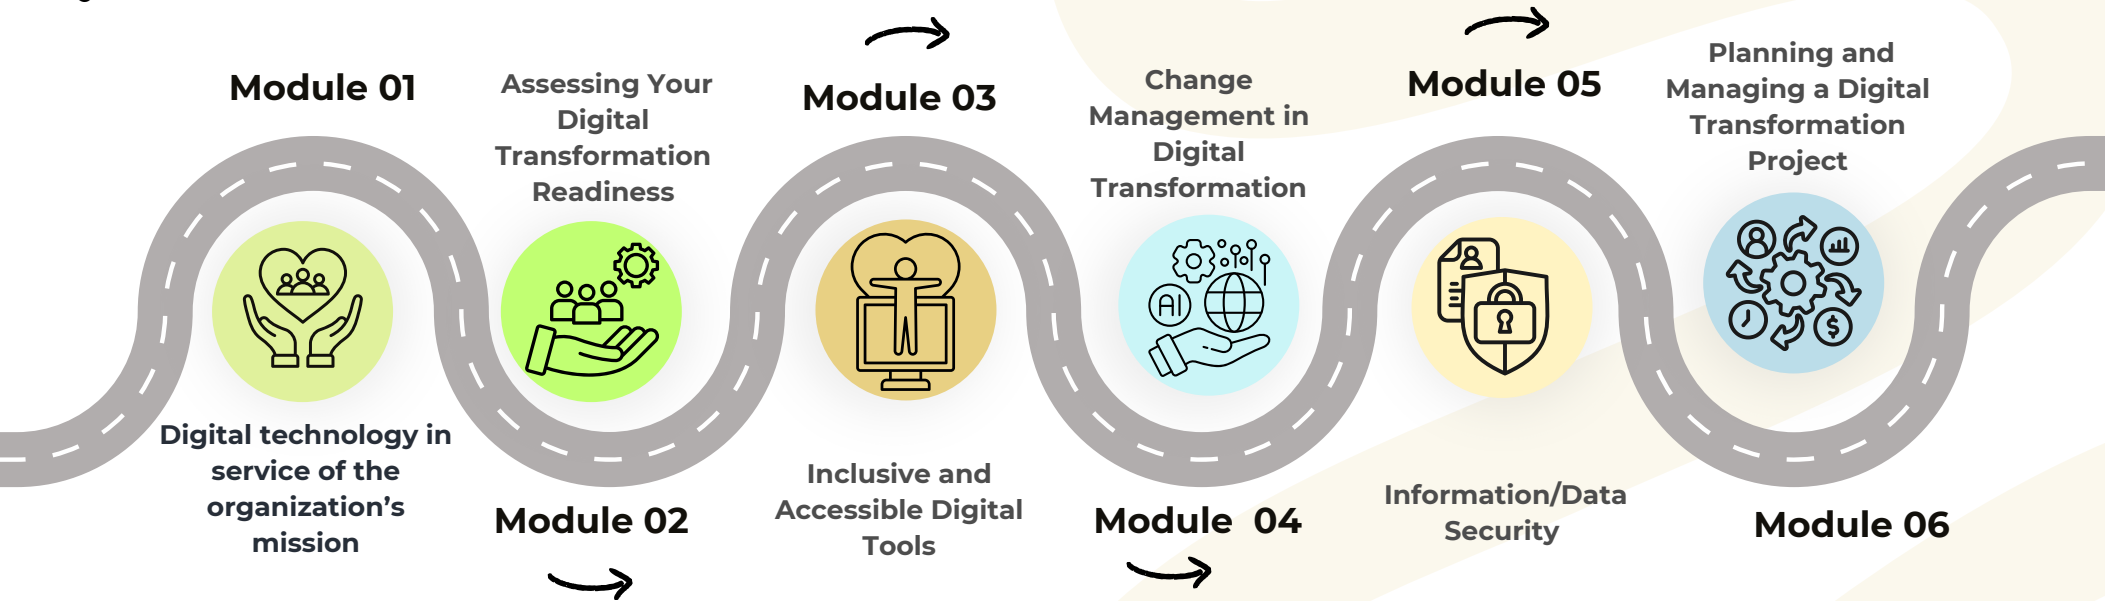 Module 01
Digital technology in
service of the
organization's
mission
Assessing Your
Digital
Transformation
Readiness
Module 02
Module 03
Inclusive and
Accessible Digital
Tools
Change
Management in
Digital
Transformation
AI
Module 04
Module 05
Information/Data
Security
Planning and
Managing a Digital
Transformation
Project
$
Module 06